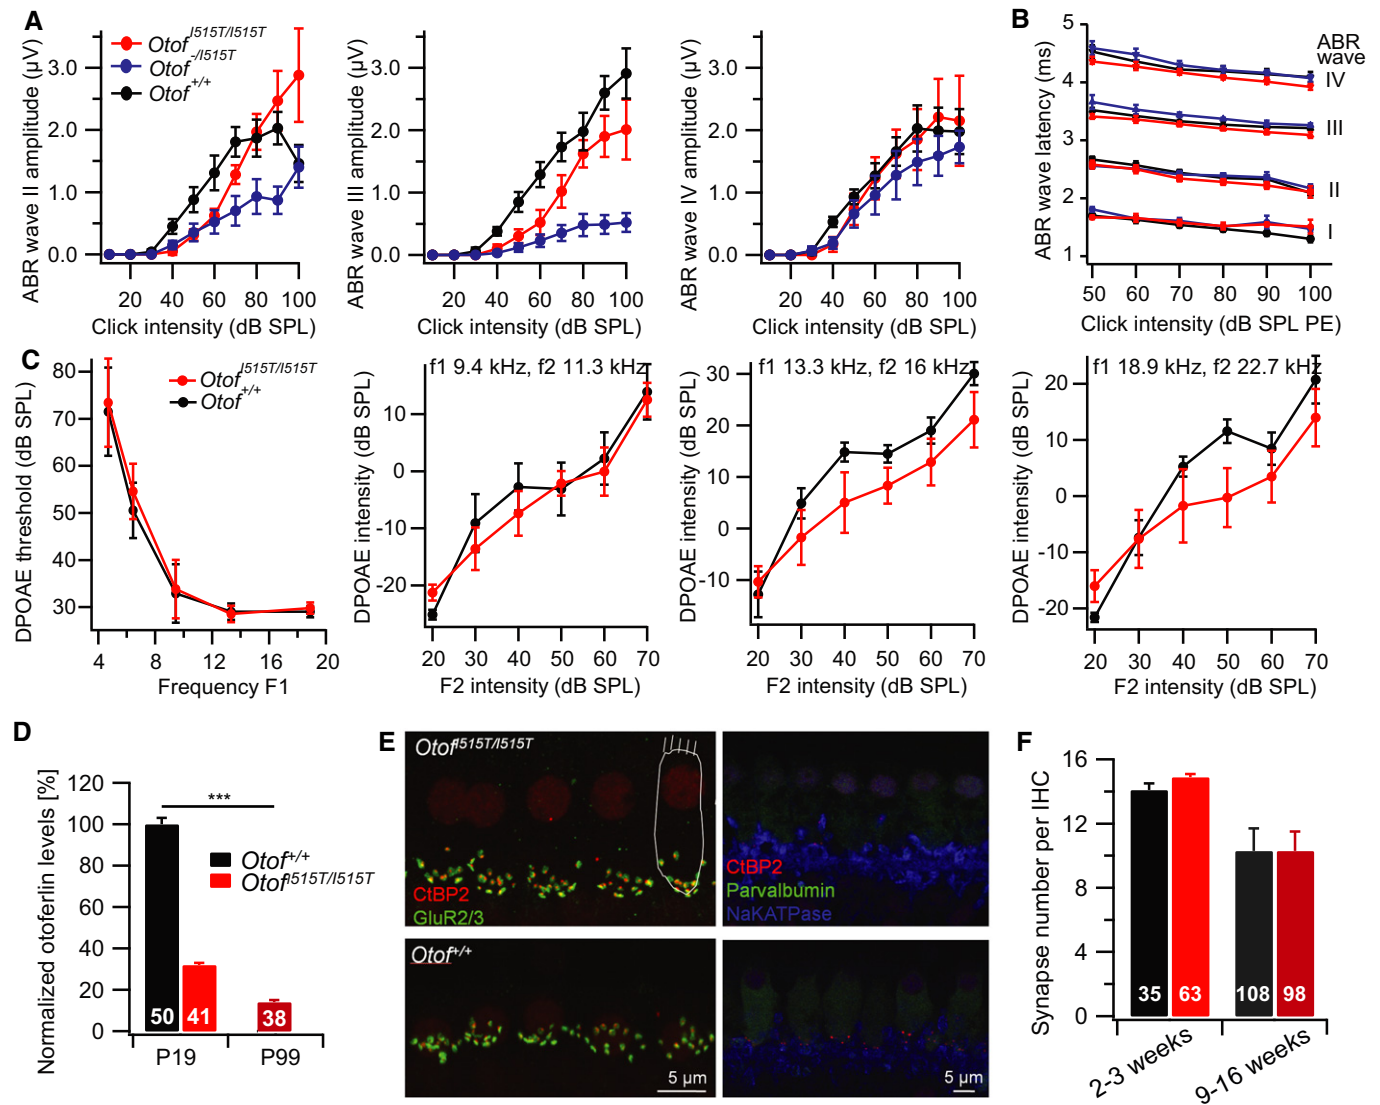 A
Otof I515T/I515T
Otof -/I515T
Otof +/+
ABR wave II amplitude (µV)
3.0
2.0
1.0
0.0
20 40 60 80 100
Click intensity (dB SPL)
ABR wave III amplitude (µV)
3.0
2.0
1.0
0.0
20 40 60 80 100
Click intensity (dB SPL)
ABR wave IV amplitude (µV)
3.0
2.0
1.0
0.0
20 40 60 80 100
Click intensity (dB SPL)
B
ABR wave latency (ms)
5
4
3
2
1
ABR
wave
IV
III
II
I
50 60 70 80 90 100
Click intensity (dB SPL PE)
C
Otof I515T/I515T
Otof +/+
DPOAE threshold (dB SPL)
80
70
60
50
40
30
4 8 12 16 20
Frequency F1
f1 9.4 kHz, f2 11.3 kHz
DPOAE intensity (dB SPL)
10
0
-10
-20
20 30 40 50 60 70
F2 intensity (dB SPL)
f1 13.3 kHz, f2 16 kHz
DPOAE intensity (dB SPL)
30
20
10
0
-10
20 30 40 50 60 70
F2 intensity (dB SPL)
f1 18.9 kHz, f2 22.7 kHz
DPOAE intensity (dB SPL)
20
10
0
-10
-20
20 30 40 50 60 70
F2 intensity (dB SPL)
D
Normalized otoferlin levels [%]
120
100
80
60
40
20
0
***
Otof +/+
Otof I515T/I515T
50 41 38
P19 P99
E
Otof I515T/I515T
CtBP2
GluR2/3
CtBP2
Parvalbumin
NaKATPase
Otof +/+
5 µm
5 µm
F
Synapse number per IHC
16
12
8
4
0
35 63 108 98
2-3 weeks
9-16 weeks